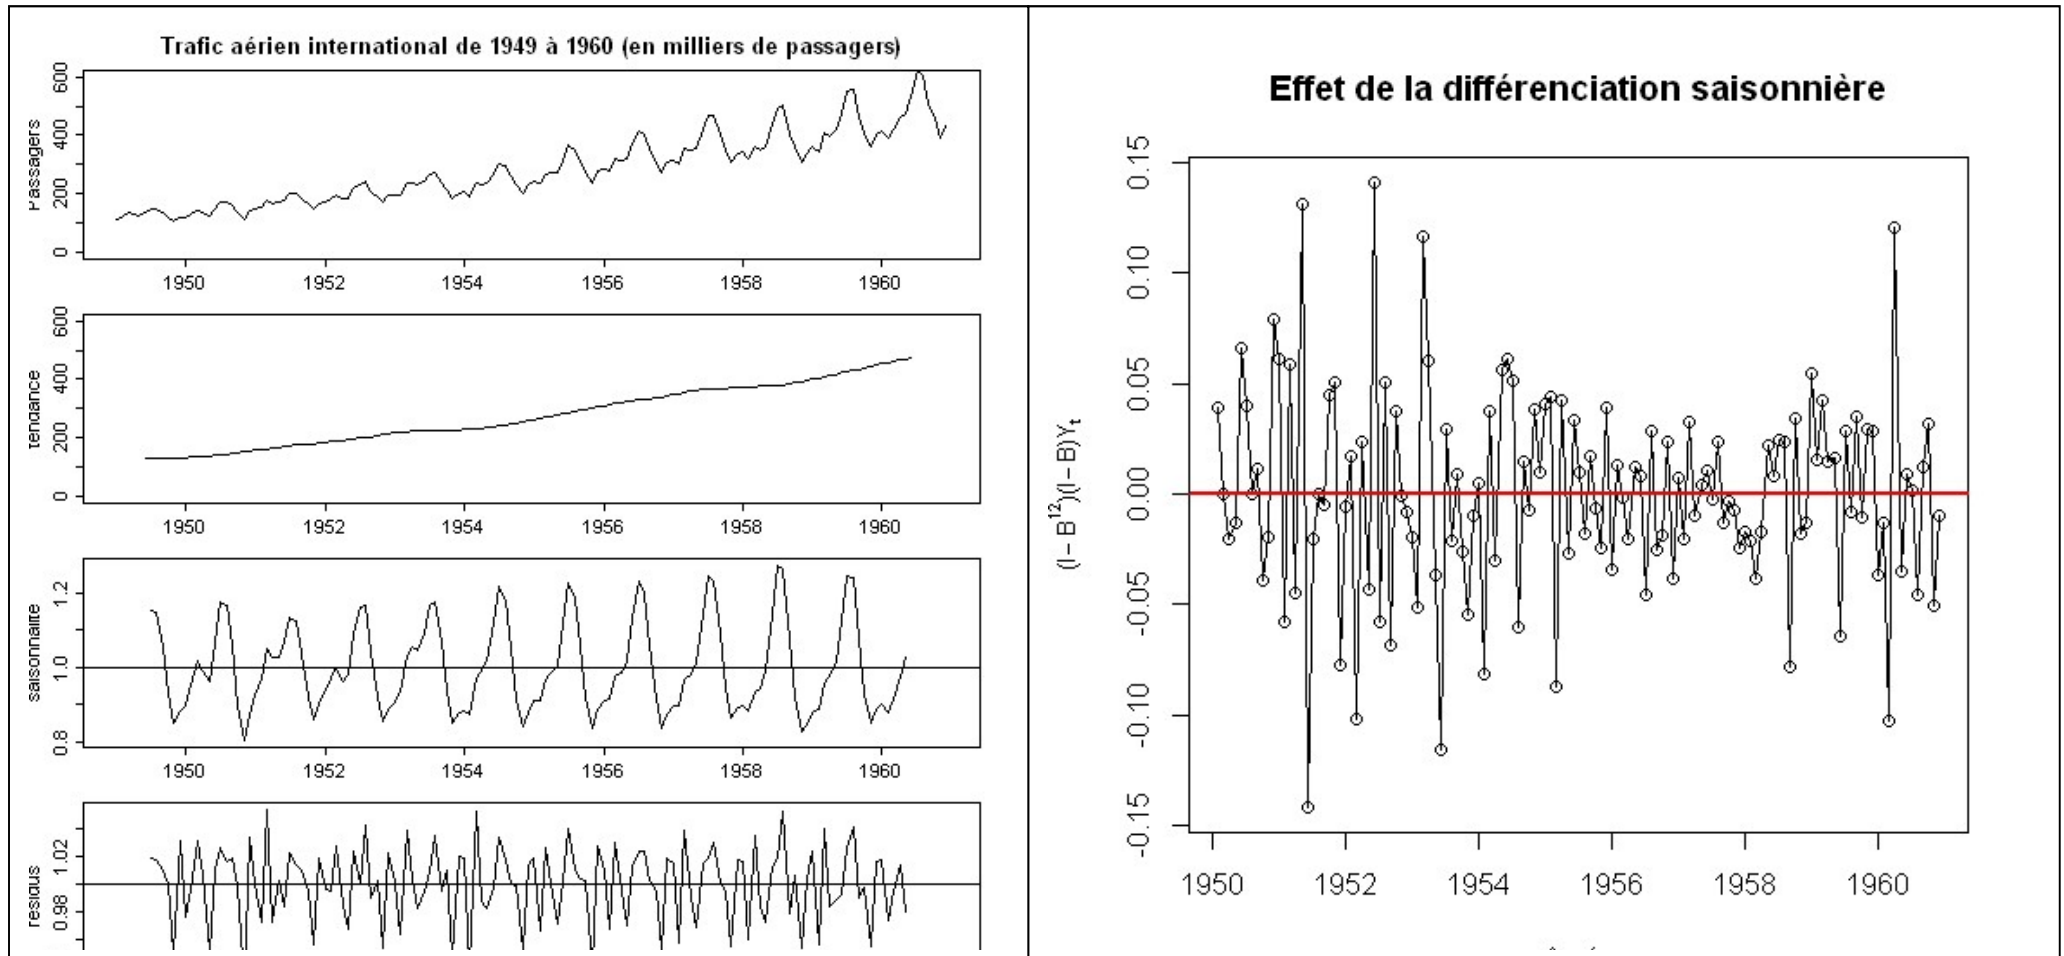 Trafic aérien international de 1949 à 1960 (en milliers de passagers)
Passagers
0 200 400 600
1950 1952 1954 1956 1958 1960
tendance
0 200 400 600
1950 1952 1954 1956 1958 1960
saisonnalité
0.8 1.0 1.2
1950 1952 1954 1956 1958 1960
résidus
0.98 1.02
Effet de la différenciation saisonnière
(I − B¹²)(I − B)Yₜ
-0.15 -0.10 -0.05 0.00 0.05 0.10 0.15
1950 1952 1954 1956 1958 1960